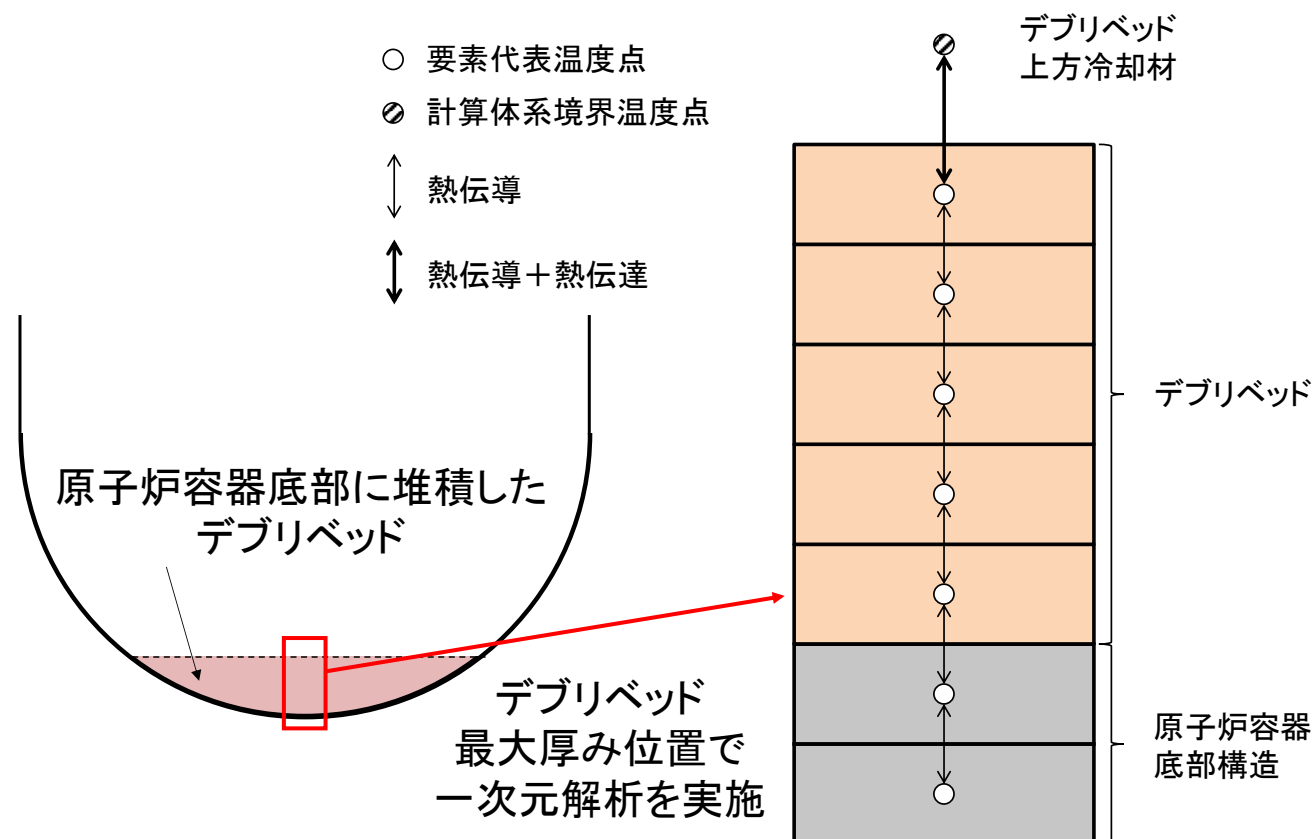 要素代表温度点
計算体系境界温度点
熱伝導
熱伝導＋熱伝達
原子炉容器底部に堆積した
デブリベッド
デブリベッド
最大厚み位置で
一次元解析を実施
デブリベッド
上方冷却材
デブリベッド
原子炉容器
底部構造